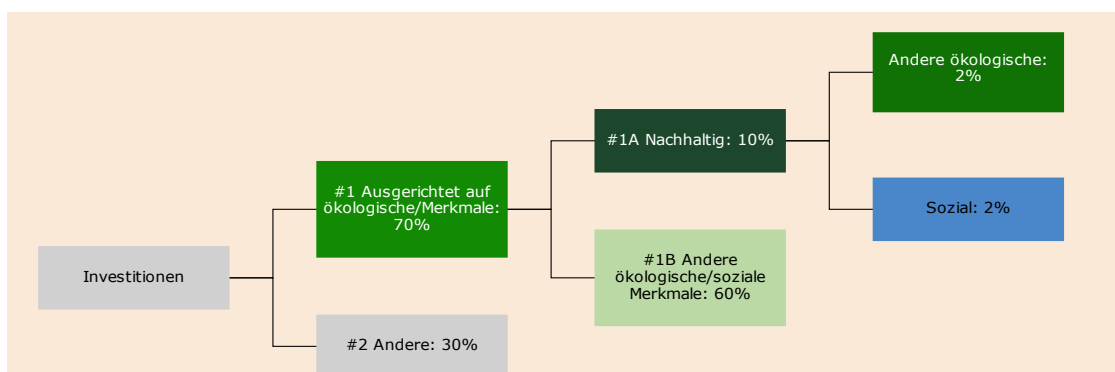 Andere ökologische:
2%
#1A Nachhaltig: 10%
#1 Ausgerichtet auf
ökologische/Merkmale:
70%
Sozial: 2%
#1B Andere
ökologische/soziale
Merkmale: 60%
Investitionen
#2 Andere: 30%